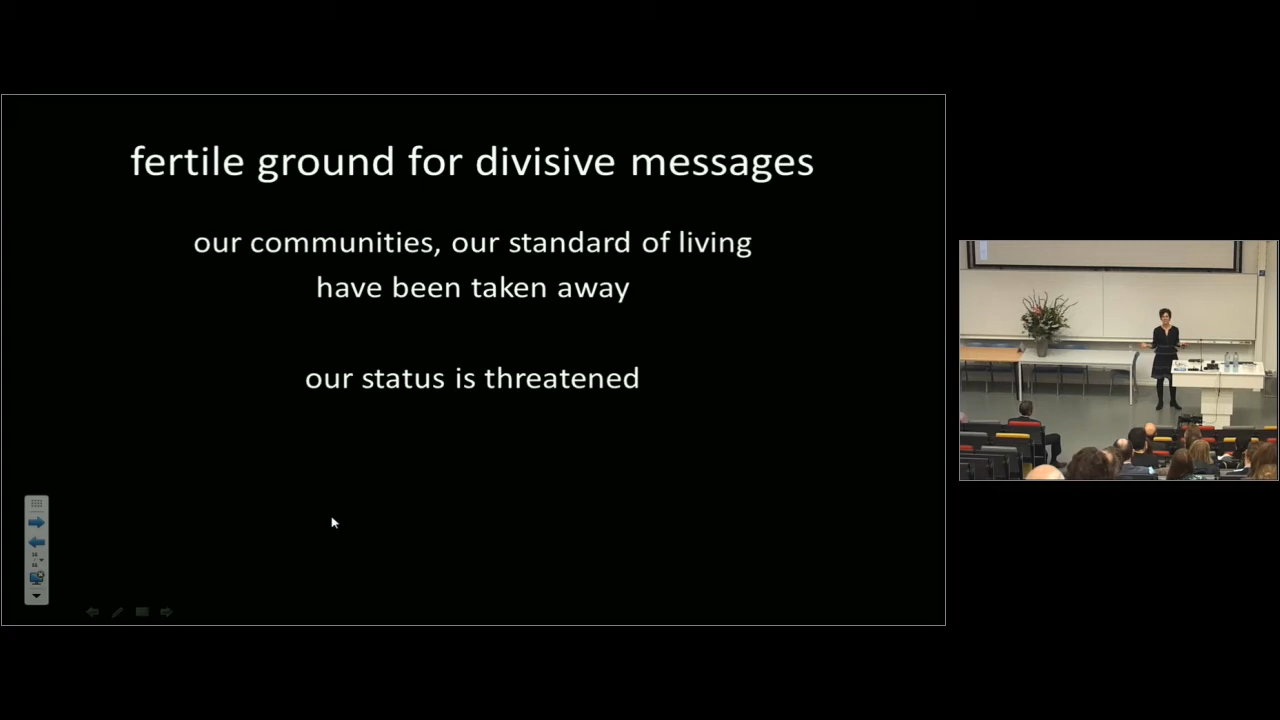 fertile ground for divisive messages
our communities, our standard of living
have been taken away
our status is threatened